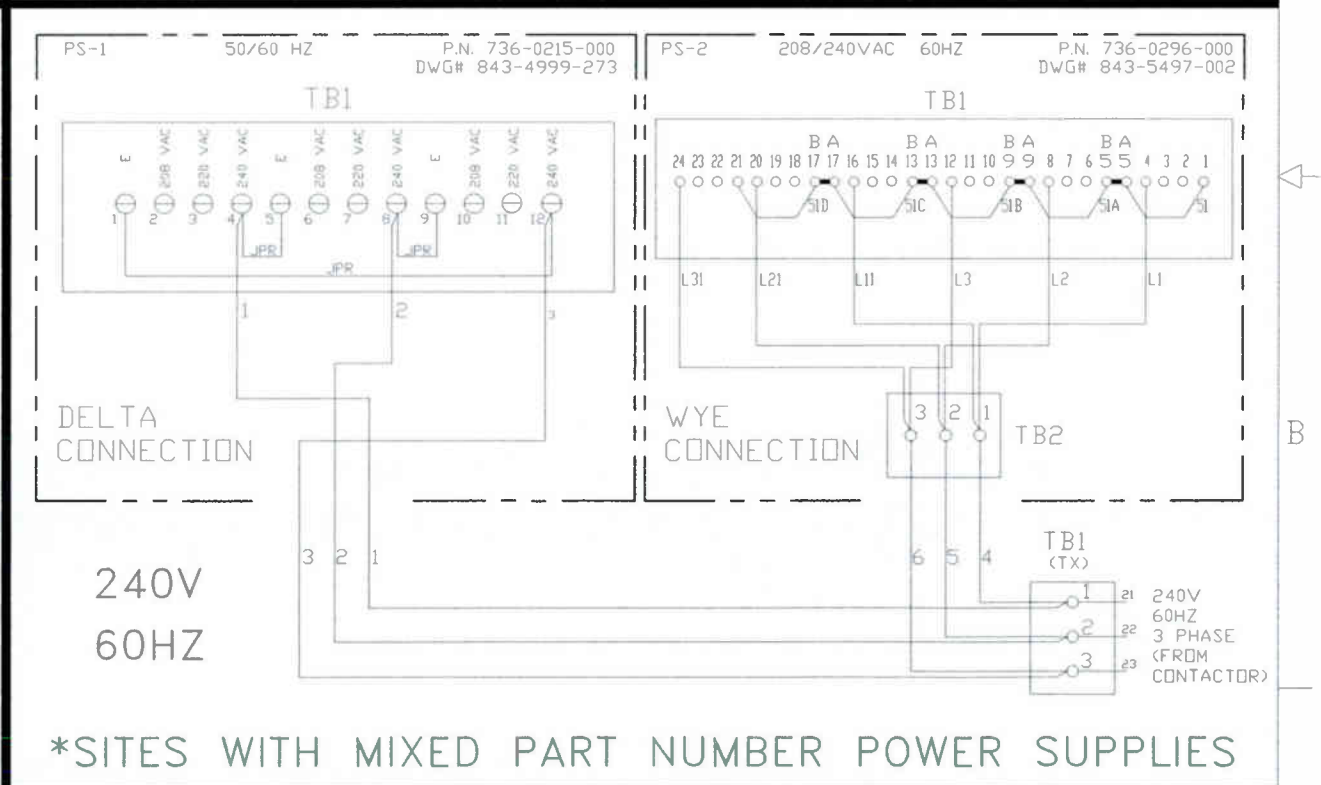 PS-1 50/60 HZ P.N. 736-0215-000
DWG# 843-4999-273
TB1
E 208 VAC 220 VAC 240 VAC E 208 VAC 220 VAC 240 VAC E 208 VAC 220 VAC 240 VAC
1 2 3 4 5 6 7 8 9 10 11 12
JPR JPR
JPR
1 2 3
DELTA
CONNECTION
PS-2 208/240VAC 60HZ P.N. 736-0296-000
DWG# 843-5497-002
TB1
B A B A B A B A
24 23 22 21 20 19 18 17 17 16 15 14 13 13 12 11 10 9 9 8 7 6 5 5 4 3 2 1
S1D S1C S1B S1A S1
L31 L21 L11 L3 L2 L1
WYE
CONNECTION
3 2 1
TB2
3 2 1
6 5 4
TB1
(TX)
1 21 240V
60HZ
2 22 3 PHASE
(FROM
3 23 CONTACTOR)
240V
60HZ
B
*SITES WITH MIXED PART NUMBER POWER SUPPLIES